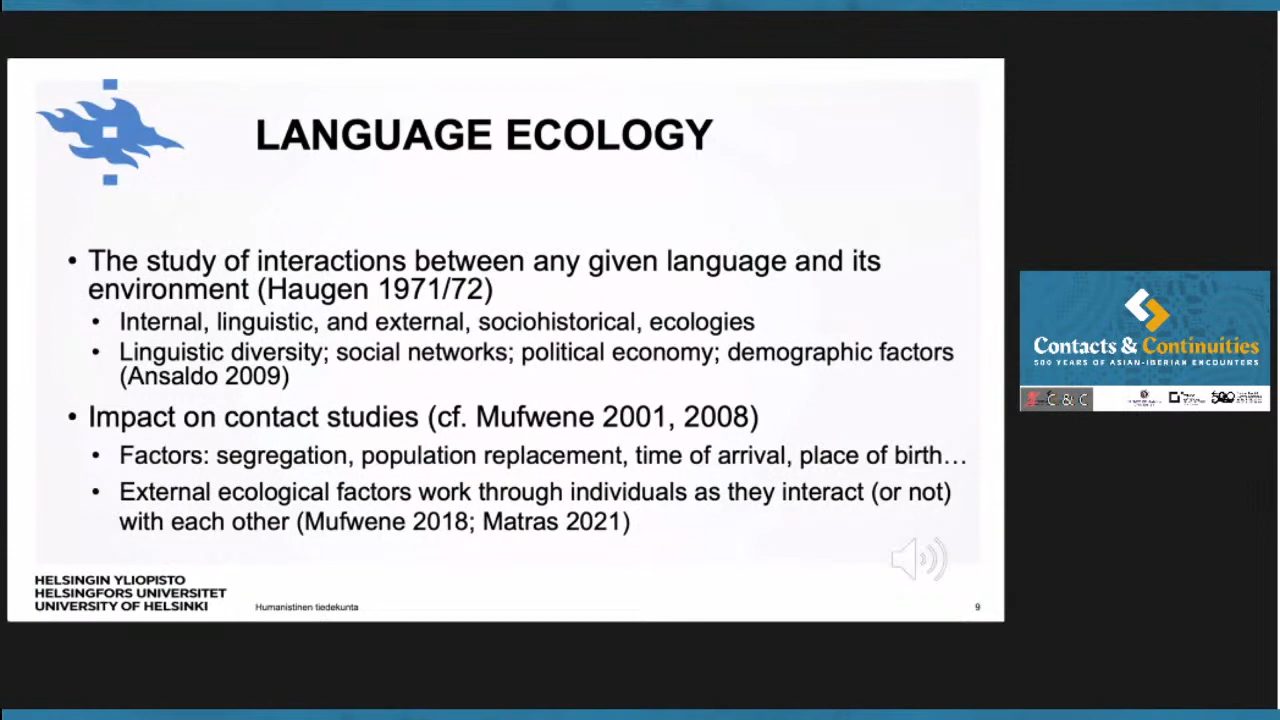 LANGUAGE ECOLOGY
• The study of interactions between any given language and its
environment (Haugen 1971/72)
• Internal, linguistic, and external, sociohistorical, ecologies
• Linguistic diversity; social networks; political economy; demographic factors
(Ansaldo 2009)
• Impact on contact studies (cf. Mufwene 2001, 2008)
• Factors: segregation, population replacement, time of arrival, place of birth…
• External ecological factors work through individuals as they interact (or not)
with each other (Mufwene 2018; Matras 2021)
HELSINGIN YLIOPISTO
HELSINGFORS UNIVERSITET
UNIVERSITY OF HELSINKI
Humanistinen tiedekunta
9
Contacts & Continuities
500 YEARS OF ASIAN-IBERIAN ENCOUNTERS
C & C